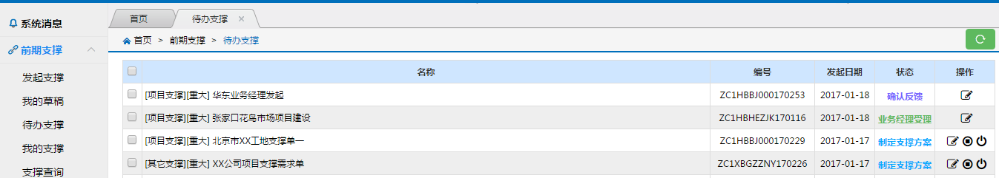 系统消息
前期支撑
发起支撑
我的草稿
待办支撑
我的支撑
支撑查询
首页 待办支撑 ×
首页 > 前期支撑 > 待办支撑
名称 编号 发起日期 状态 操作
[项目支撑][重大] 华东业务经理发起 ZC1HBBJ000170253 2017-01-18 确认反馈
[项目支撑][重大] 张家口花鸟市场项目建设 ZC1HBHEZJK170116 2017-01-18 业务经理受理
[项目支撑][重大] 北京市XX工地支撑单一 ZC1HBBJ000170229 2017-01-17 制定支撑方案
[其它支撑][重大] XX公司项目支撑需求单 ZC1XBGZZNY170226 2017-01-17 制定支撑方案